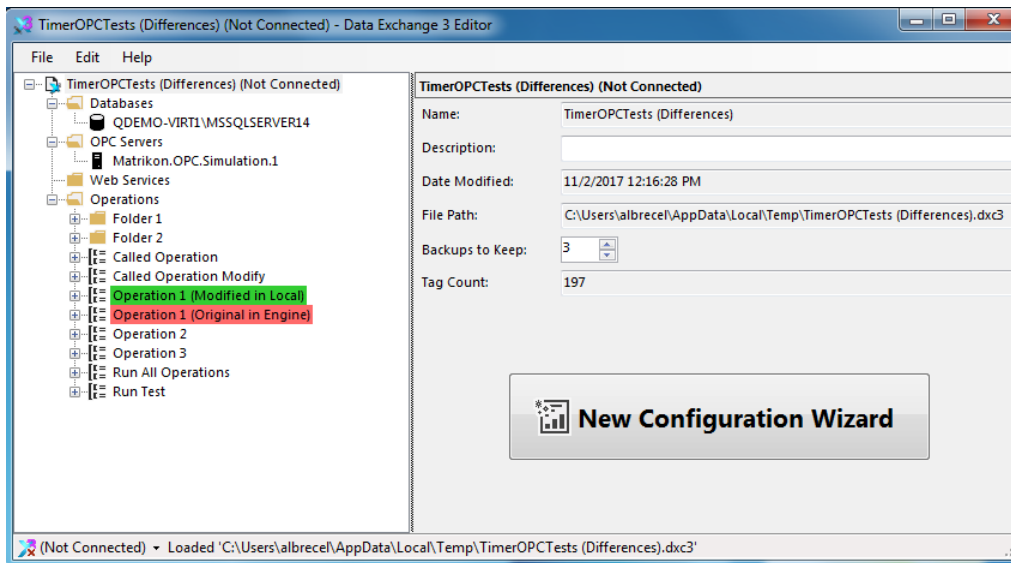 TimerOPCTests (Differences) (Not Connected) - Data Exchange 3 Editor
File Edit Help
TimerOPCTests (Differences) (Not Connected)
Databases
QDEMO-VIRT1\MSSQLSERVER14
OPC Servers
Matrikon.OPC.Simulation.1
Web Services
Operations
Folder 1
Folder 2
Called Operation
Called Operation Modify
Operation 1 (Modified in Local)
Operation 1 (Original in Engine)
Operation 2
Operation 3
Run All Operations
Run Test
TimerOPCTests (Differences) (Not Connected)
Name: TimerOPCTests (Differences)
Description:
Date Modified: 11/2/2017 12:16:28 PM
File Path: C:\Users\albrecel\AppData\Local\Temp\TimerOPCTests (Differences).dxc3
Backups to Keep: 3
Tag Count: 197
New Configuration Wizard
(Not Connected) Loaded 'C:\Users\albrecel\AppData\Local\Temp\TimerOPCTests (Differences).dxc3'